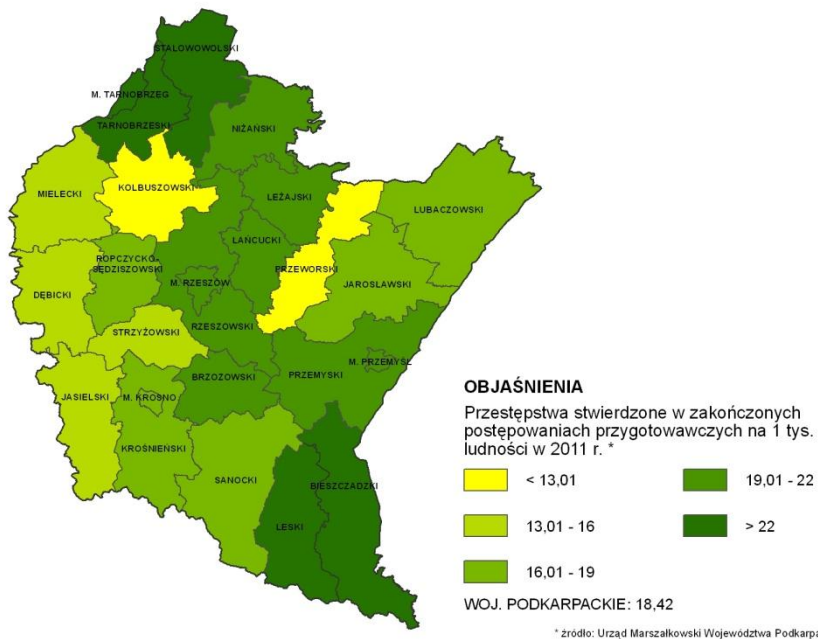 STALOWOWOLSKI
M. TARNOBRZEG
TARNOBRZESKI
NIŻAŃSKI
MIELECKI
KOLBUSZOWSKI
LEŻAJSKI
LUBACZOWSKI
ŁAŃCUCKI
ROPCZYCKO-
SĘDZISZOWSKI
PRZEWORSKI
M. RZESZÓW
JAROSŁAWSKI
DĘBICKI
RZESZOWSKI
STRZYŻOWSKI
M. PRZEMYŚL
BRZOZOWSKI
PRZEMYSKI
JASIELSKI
M. KROSNO
KROŚNIEŃSKI
SANOCKI
BIESZCZADZKI
LESKI
OBJAŚNIENIA
Przestępstwa stwierdzone w zakończonych
postępowaniach przygotowawczych na 1 tys.
ludności w 2011 r. *
< 13,01
19,01 - 22
13,01 - 16
> 22
16,01 - 19
WOJ. PODKARPACKIE: 18,42
* źródło: Urząd Marszałkowski Województwa Podkarpa